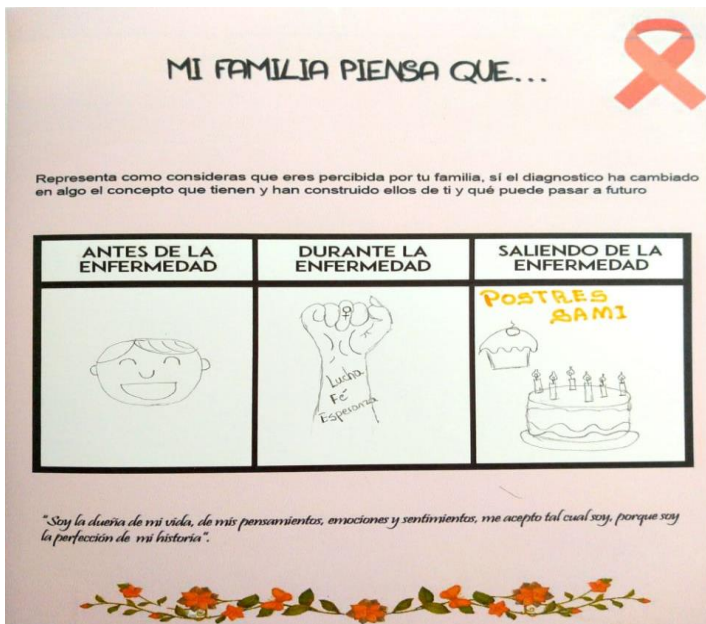 MI FAMILIA PIENSA QUE...
Representa como consideras que eres percibida por tu familia, sí el diagnostico ha cambiado
en algo el concepto que tienen y han construido ellos de ti y qué puede pasar a futuro
ANTES DE LA
ENFERMEDAD
DURANTE LA
ENFERMEDAD
SALIENDO DE LA
ENFERMEDAD
Lucha
Fé
Esperanza
POSTRES
SAMI
"Soy la dueña de mi vida, de mis pensamientos, emociones y sentimientos, me acepto tal cual soy, porque soy
la perfección de mi historia".